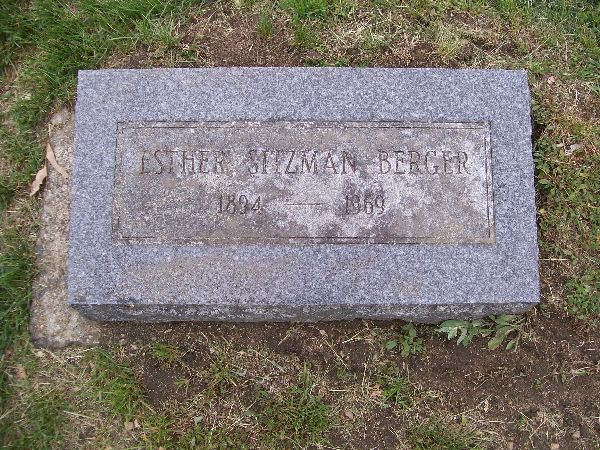 ESTHER SITZMAN BERGER
1894 — 1969